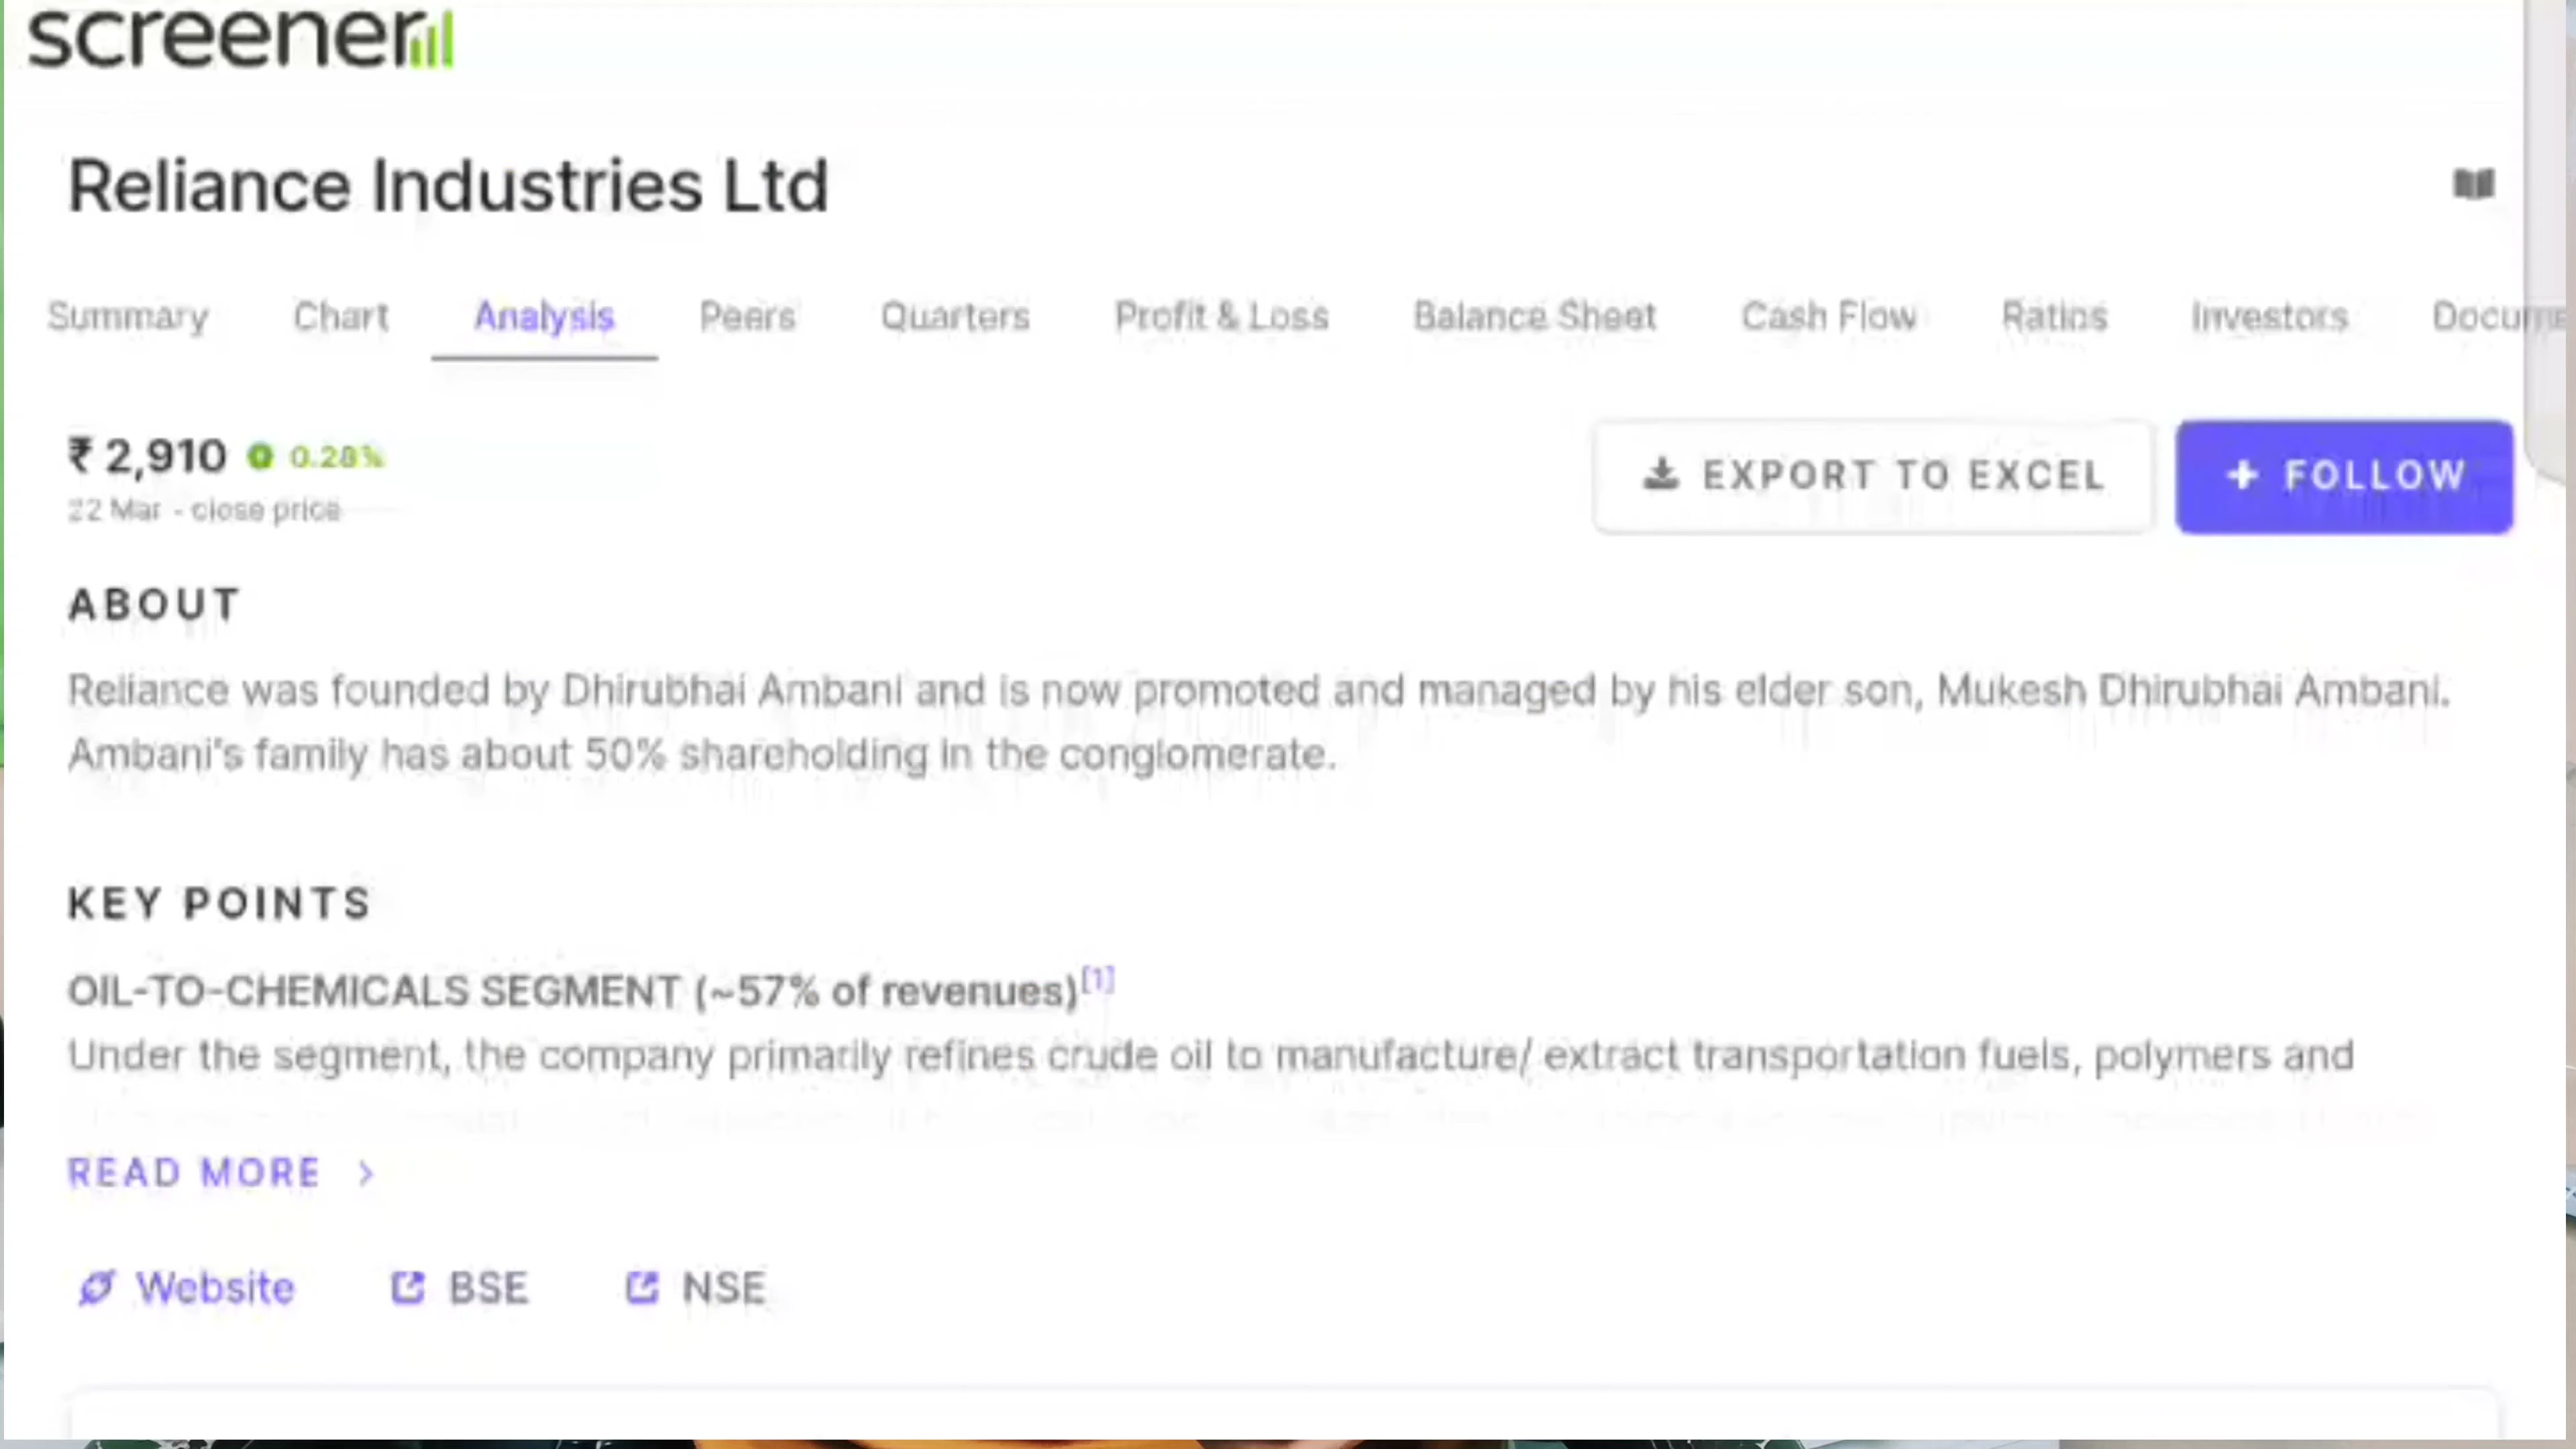 screener
Reliance Industries Ltd
Summary Chart Analysis Peers Quarters Profit & Loss Balance Sheet Cash Flow Ratios Investors Docume
₹ 2,910 0.28%
22 Mar - close price
EXPORT TO EXCEL
+ FOLLOW
ABOUT
Reliance was founded by Dhirubhai Ambani and is now promoted and managed by his elder son, Mukesh Dhirubhai Ambani.
Ambani's family has about 50% shareholding in the conglomerate.
KEY POINTS
OIL-TO-CHEMICALS SEGMENT (~57% of revenues)[1]
Under the segment, the company primarily refines crude oil to manufacture/ extract transportation fuels, polymers and
READ MORE >
Website BSE NSE